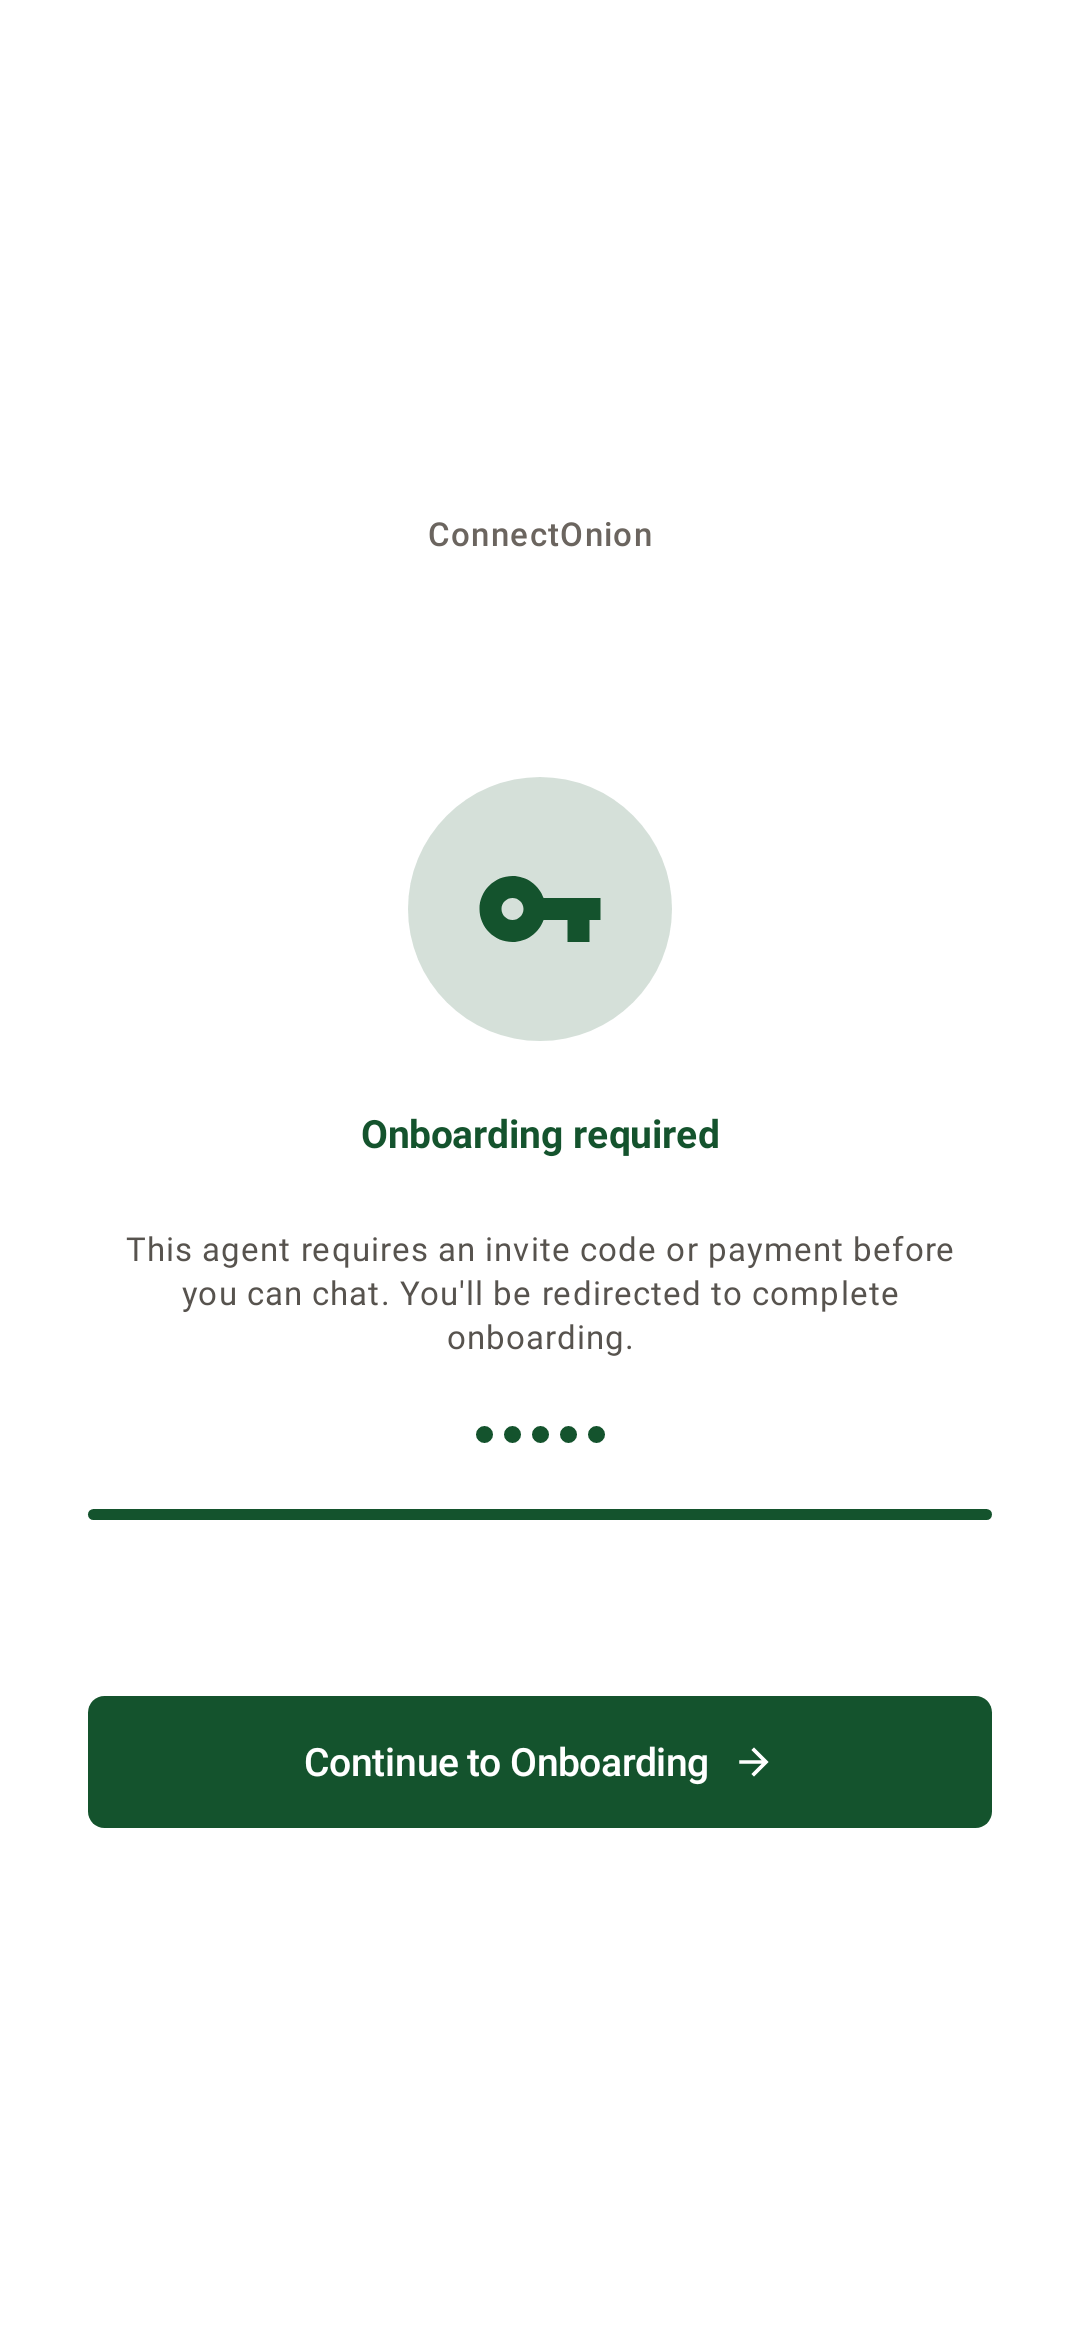 ConnectOnion
Onboarding required
This agent requires an invite code or payment before
you can chat. You'll be redirected to complete
onboarding.
Continue to Onboarding